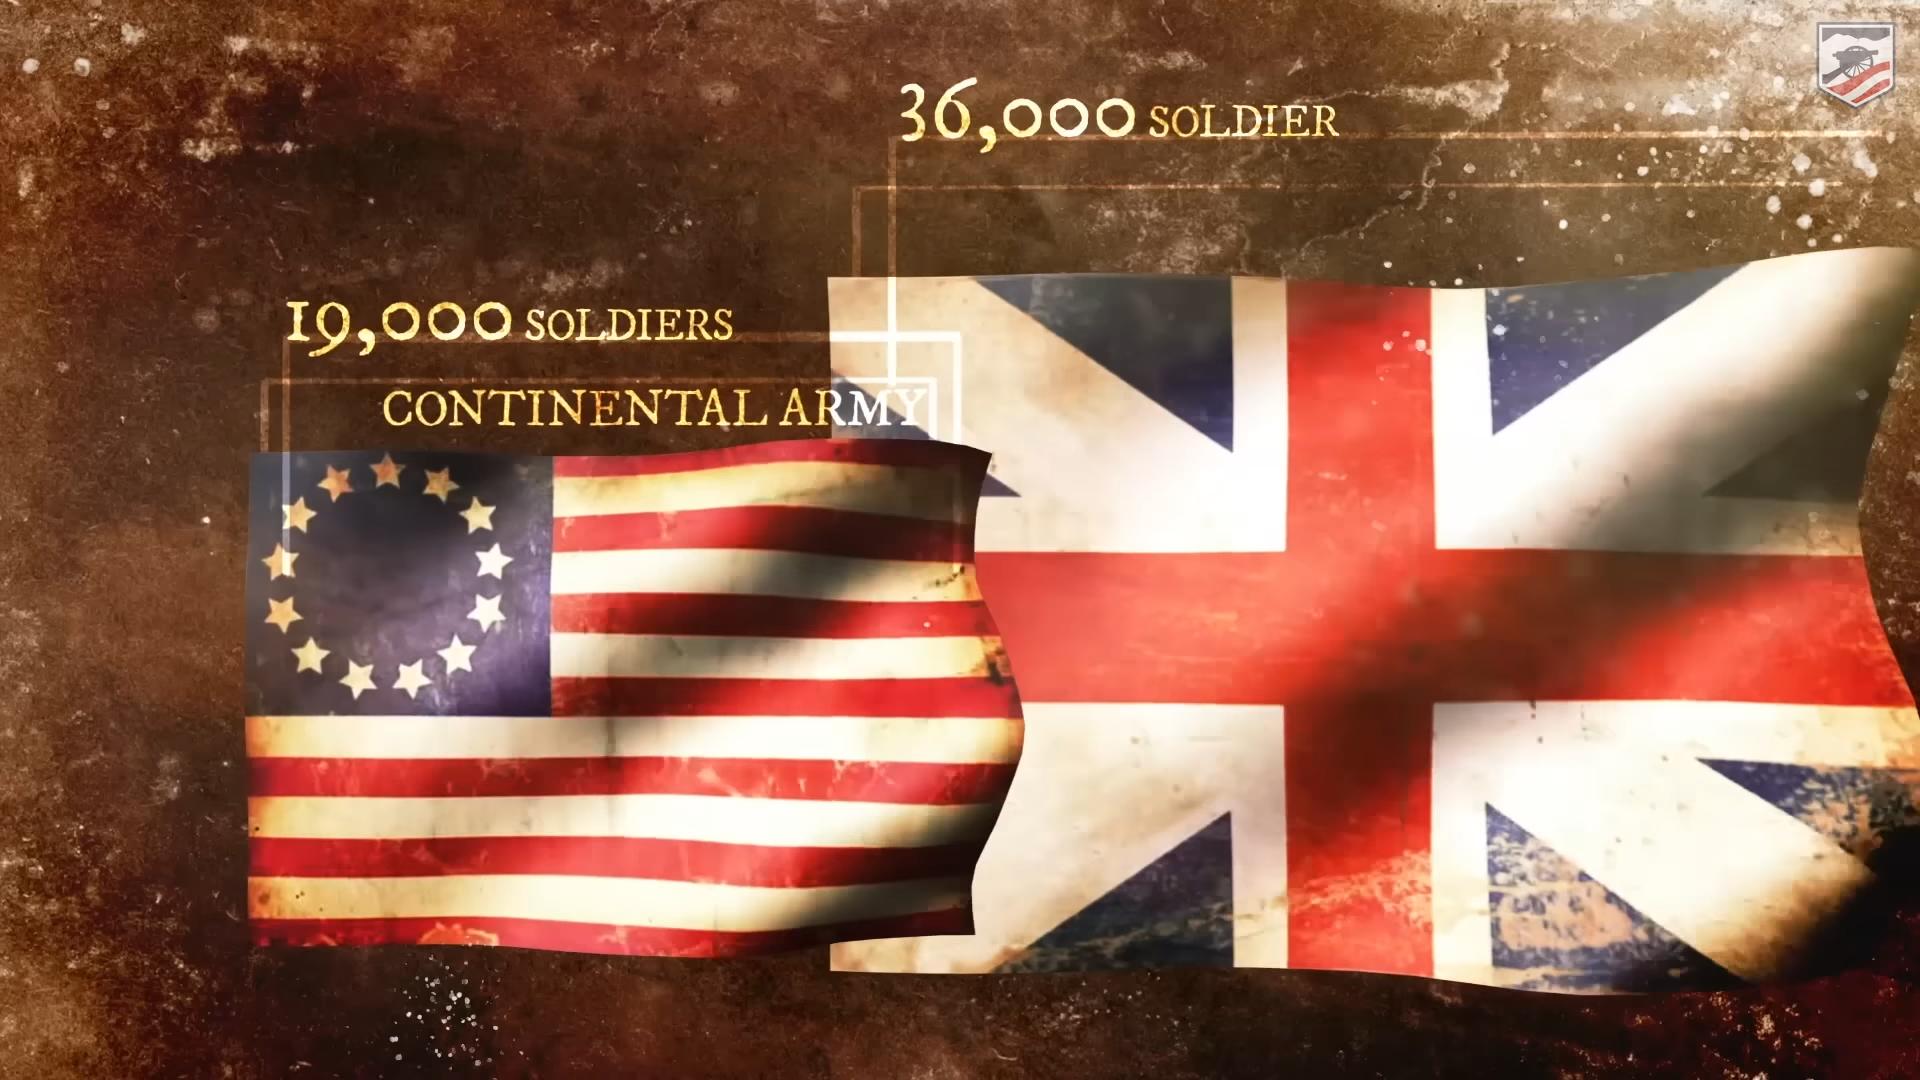 36,000 SOLDIER
19,000 SOLDIERS
CONTINENTAL ARMY